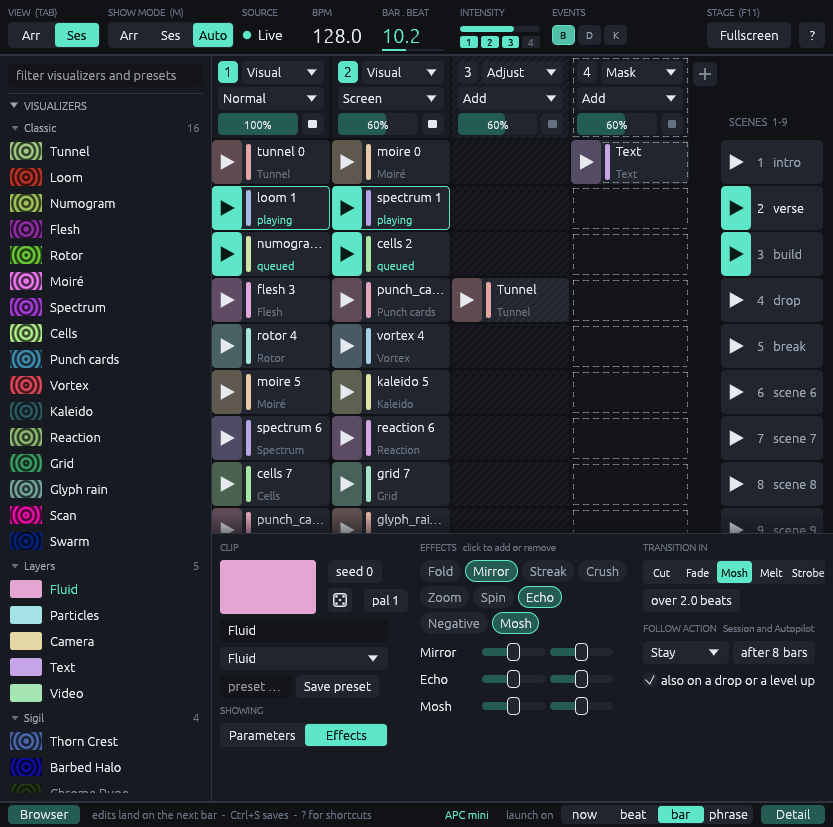 VIEW (TAB) SHOW MODE (M) SOURCE BPM BAR . BEAT INTENSITY EVENTS STAGE (F11)
Arr Ses Arr Ses Auto Live 128.0 10.2 1 2 3 4 B D K Fullscreen ?
filter visualizers and presets
VISUALIZERS
Classic 16
Tunnel
Loom
Numogram
Flesh
Rotor
Moiré
Spectrum
Cells
Punch cards
Vortex
Kaleido
Reaction
Grid
Glyph rain
Scan
Swarm
Layers 5
Fluid
Particles
Camera
Text
Video
Sigil 4
Thorn Crest
Barbed Halo
Chrome Rune
1 Visual 2 Visual 3 Adjust 4 Mask +
Normal Screen Add Add
100% 60% 60% 60%
SCENES 1-9
tunnel 0 moire 0 Text 1 intro
Tunnel Moiré Text
loom 1 spectrum 1 2 verse
playing playing
numogra... cells 2 3 build
queued queued
flesh 3 punch_ca... Tunnel 4 drop
Flesh Punch cards Tunnel
rotor 4 vortex 4 5 break
Rotor Vortex
moire 5 kaleido 5 6 scene 6
Moiré Kaleido
spectrum 6 reaction 6 7 scene 7
Spectrum Reaction
cells 7 grid 7 8 scene 8
Cells Grid
punch_ca... glyph_rai... 9 scene 9
CLIP
seed 0
pal 1
Fluid
Fluid
preset ... Save preset
SHOWING
Parameters Effects
EFFECTS click to add or remove
Fold Mirror Streak Crush
Zoom Spin Echo
Negative Mosh
Mirror
Echo
Mosh
TRANSITION IN
Cut Fade Mosh Melt Strobe
over 2.0 beats
FOLLOW ACTION Session and Autopilot
Stay after 8 bars
also on a drop or a level up
Browser edits land on the next bar - Ctrl+S saves - ? for shortcuts APC mini launch on now beat bar phrase Detail